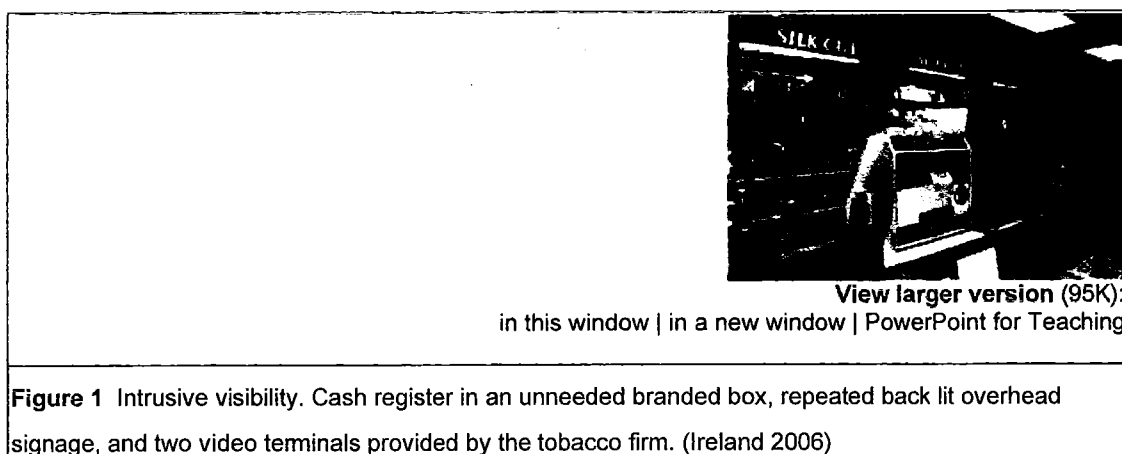 SILK CUT
View larger version (95K):
in this window | in a new window | PowerPoint for Teaching
Figure 1 Intrusive visibility. Cash register in an unneeded branded box, repeated back lit overhead
signage, and two video terminals provided by the tobacco firm. (Ireland 2006)